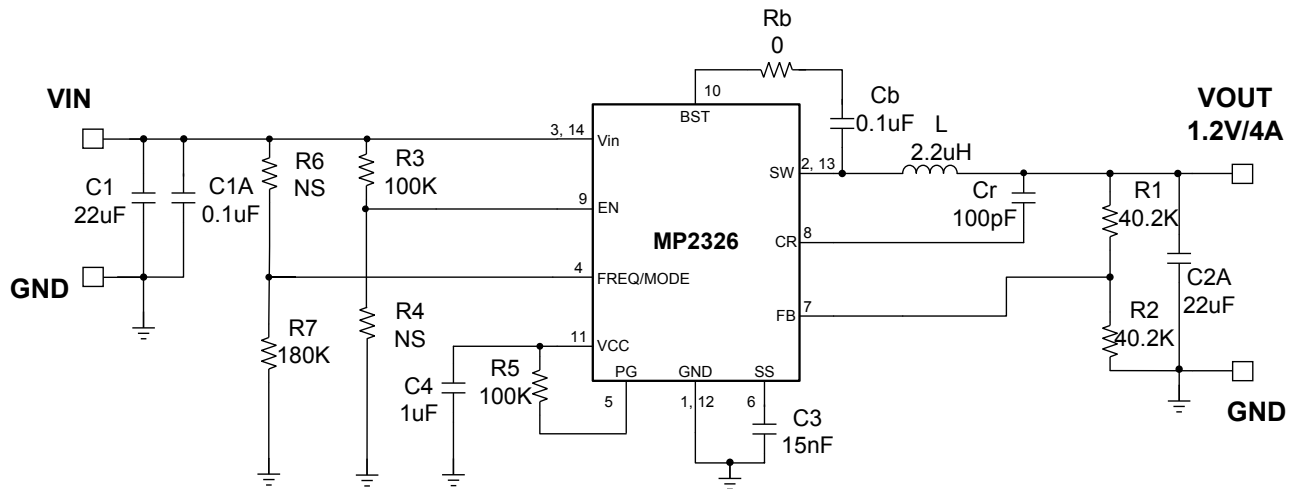 Rb
0
VIN
10
BST
Cb
0.1uF
VOUT
1.2V/4A
3, 14
Vin
L
2.2uH
R6
NS
R3
100K
SW
2, 13
C1
22uF
C1A
0.1uF
Cr
100pF
R1
40.2K
9
EN
MP2326
CR
8
GND
4
FREQ/MODE
C2A
22uF
R4
NS
FB
7
R7
180K
R2
40.2K
11
VCC
R5
100K
PG
GND
SS
C4
1uF
5
1, 12
6
C3
15nF
GND